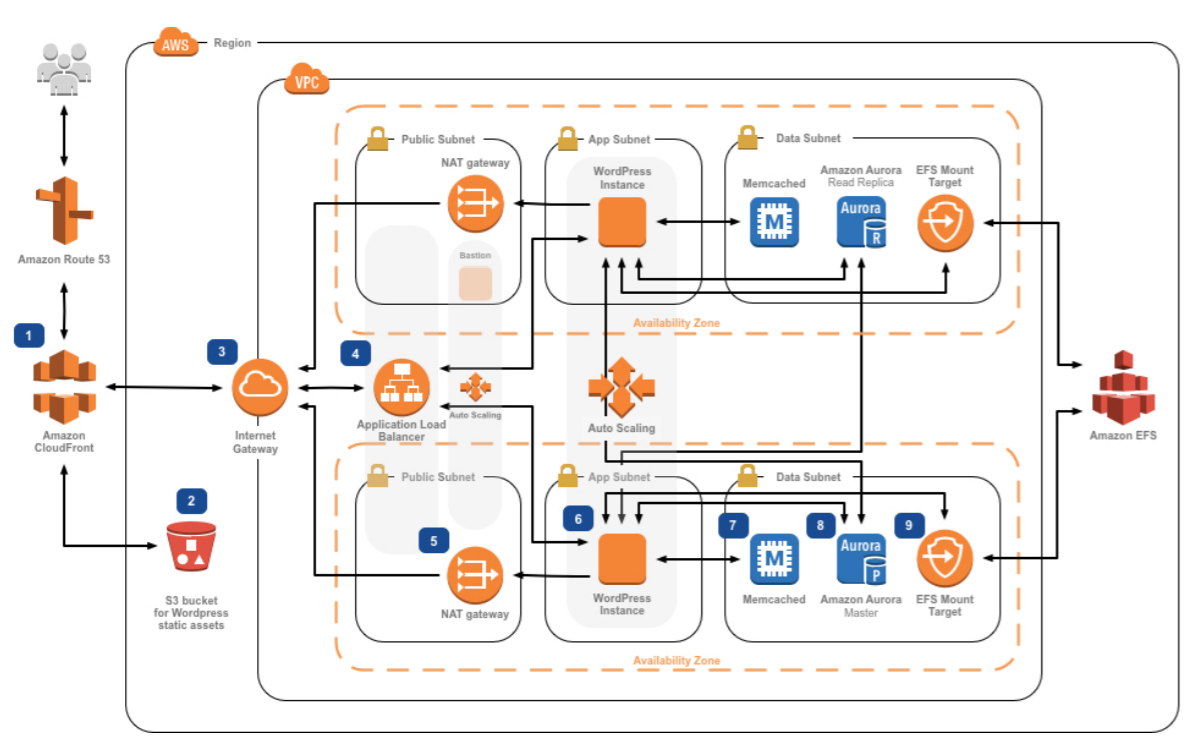 AWS
Region
VPC
Public Subnet
App Subnet
Data Subnet
NAT gateway
WordPress
Instance
Memcached
Amazon Aurora
Read Replica
EFS Mount
Target
M
Aurora
R
Bastion
Amazon Route 53
Availability Zone
1
3
4
Amazon
CloudFront
Internet
Gateway
Application Load
Balancer
Auto Scaling
Auto Scaling
Amazon EFS
Public Subnet
App Subnet
Data Subnet
2
5
6
7
8
9
M
Aurora
P
S3 bucket
for Wordpress
static assets
NAT gateway
WordPress
Instance
Memcached
Amazon Aurora
Master
EFS Mount
Target
Availability Zone